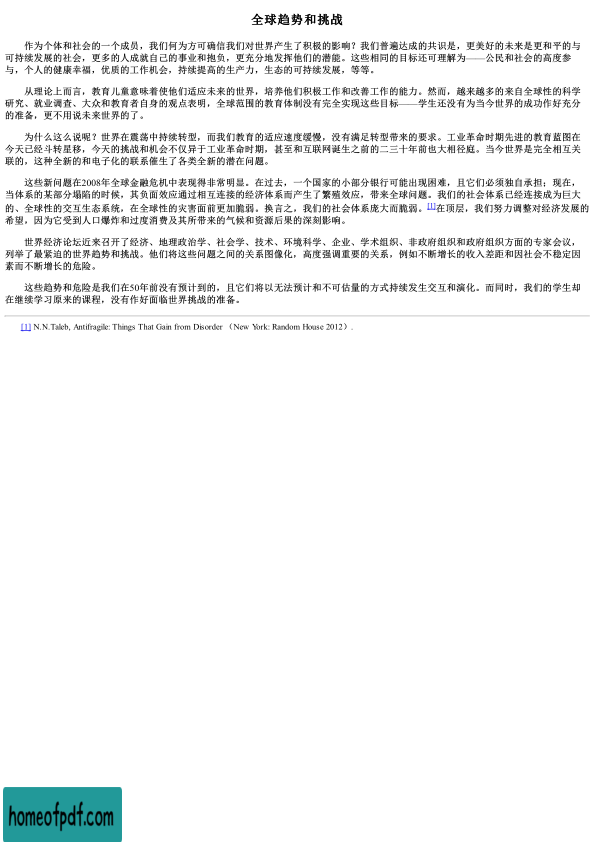 全球趋势和挑战
作为个体和社会的一个成员，我们何为方可确信我们对世界产生了积极的影响？我们普遍达成的共识是，更美好的未来是更和平的与
可持续发展的社会，更多的人成就自己的事业和抱负，更充分地发挥他们的潜能。这些相同的目标还可理解为——公民和社会的高度参
与，个人的健康幸福，优质的工作机会，持续提高的生产力，生态的可持续发展，等等。
从理论上而言，教育儿童意味着使他们适应未来的世界，培养他们积极工作和改善工作的能力。然而，越来越多的来自全球性的科学
研究、就业调查、大众和教育者自身的观点表明，全球范围的教育体制没有完全实现这些目标——学生还没有为当今世界的成功作好充分
的准备，更不用说未来世界的了。
为什么这么说呢？世界在震荡中持续转型，而我们教育的适应速度缓慢，没有满足转型带来的要求。工业革命时期先进的教育蓝图在
今天已经斗转星移，今天的挑战和机会不仅异于工业革命时期，甚至和互联网诞生之前的二三十年前也大相径庭。当今世界是完全相互关
联的，这种全新的和电子化的联系催生了各类全新的潜在问题。
这些新问题在2008年全球金融危机中表现得非常明显。在过去，一个国家的小部分银行可能出现困难，且它们必须独自承担；现在，
当体系的某部分塌陷的时候，其负面效应通过相互连接的经济体系而产生了繁殖效应，带来全球问题。我们的社会体系已经连接成为巨大
的、全球性的交互生态系统，在全球性的灾害面前更加脆弱。换言之，我们的社会体系庞大而脆弱。[1]在顶层，我们努力调整对经济发展的
希望，因为它受到人口爆炸和过度消费及其所带来的气候和资源后果的深刻影响。
世界经济论坛近来召开了经济、地理政治学、社会学、技术、环境科学、企业、学术组织、非政府组织和政府组织方面的专家会议，
列举了最紧迫的世界趋势和挑战。他们将这些问题之间的关系图像化，高度强调重要的关系，例如不断增长的收入差距和因社会不稳定因
素而不断增长的危险。
这些趋势和危险是我们在50年前没有预计到的，且它们将以无法预计和不可估量的方式持续发生交互和演化。而同时，我们的学生却
在继续学习原来的课程，没有作好面临世界挑战的准备。
[1] N.N.Taleb, Antifragile: Things That Gain from Disorder （New York: Random House 2012）.
homeofpdf.com